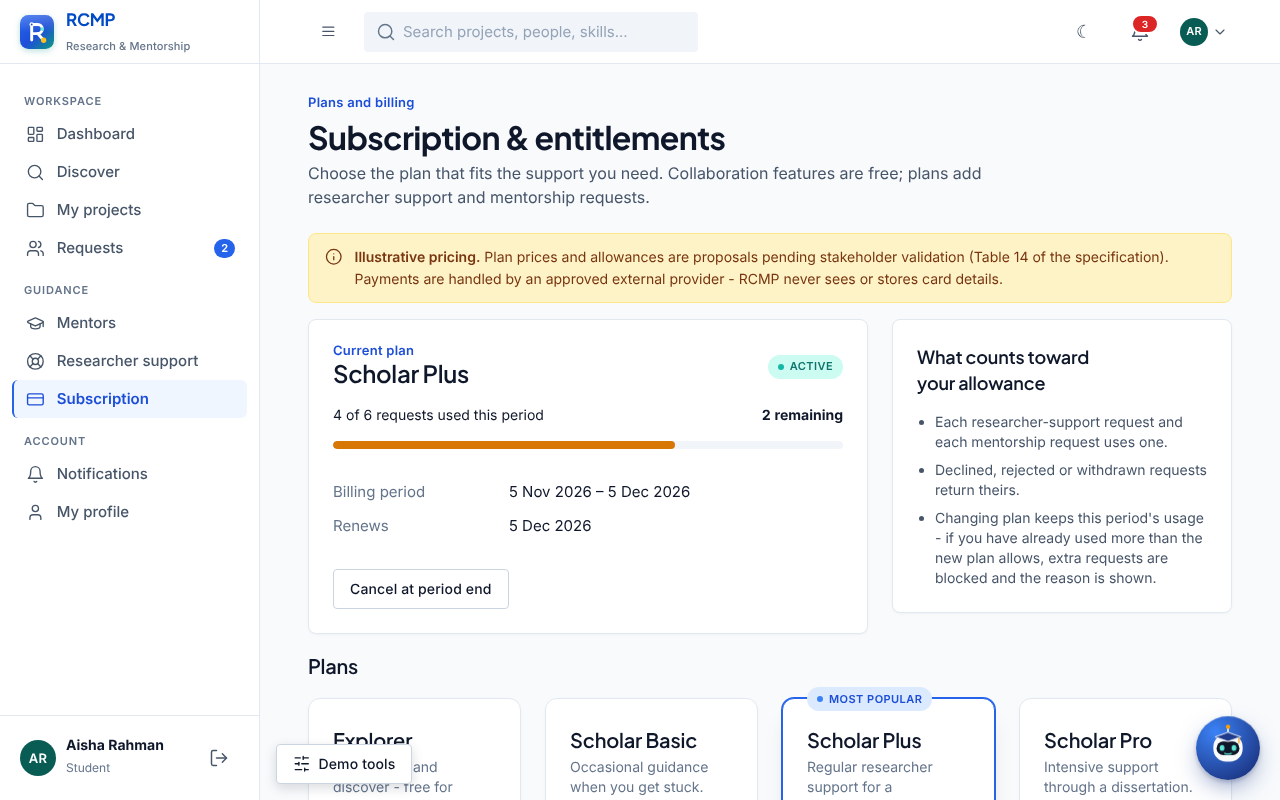 RCMP
Research & Mentorship
Search projects, people, skills...
3
AR
WORKSPACE
Dashboard
Discover
My projects
Requests
2
GUIDANCE
Mentors
Researcher support
Subscription
ACCOUNT
Notifications
My profile
AR
Aisha Rahman
Student
Plans and billing
Subscription & entitlements
Choose the plan that fits the support you need. Collaboration features are free; plans add
researcher support and mentorship requests.
Illustrative pricing. Plan prices and allowances are proposals pending stakeholder validation (Table 14 of the specification).
Payments are handled by an approved external provider - RCMP never sees or stores card details.
Current plan
Scholar Plus
ACTIVE
4 of 6 requests used this period
2 remaining
Billing period
5 Nov 2026 – 5 Dec 2026
Renews
5 Dec 2026
Cancel at period end
What counts toward
your allowance
Each researcher-support request and
each mentorship request uses one.
Declined, rejected or withdrawn requests
return theirs.
Changing plan keeps this period's usage
- if you have already used more than the
new plan allows, extra requests are
blocked and the reason is shown.
Plans
Explorer
and
discover - free for
Demo tools
Scholar Basic
Occasional guidance
when you get stuck.
MOST POPULAR
Scholar Plus
Regular researcher
support for a
Scholar Pro
Intensive support
through a dissertation.